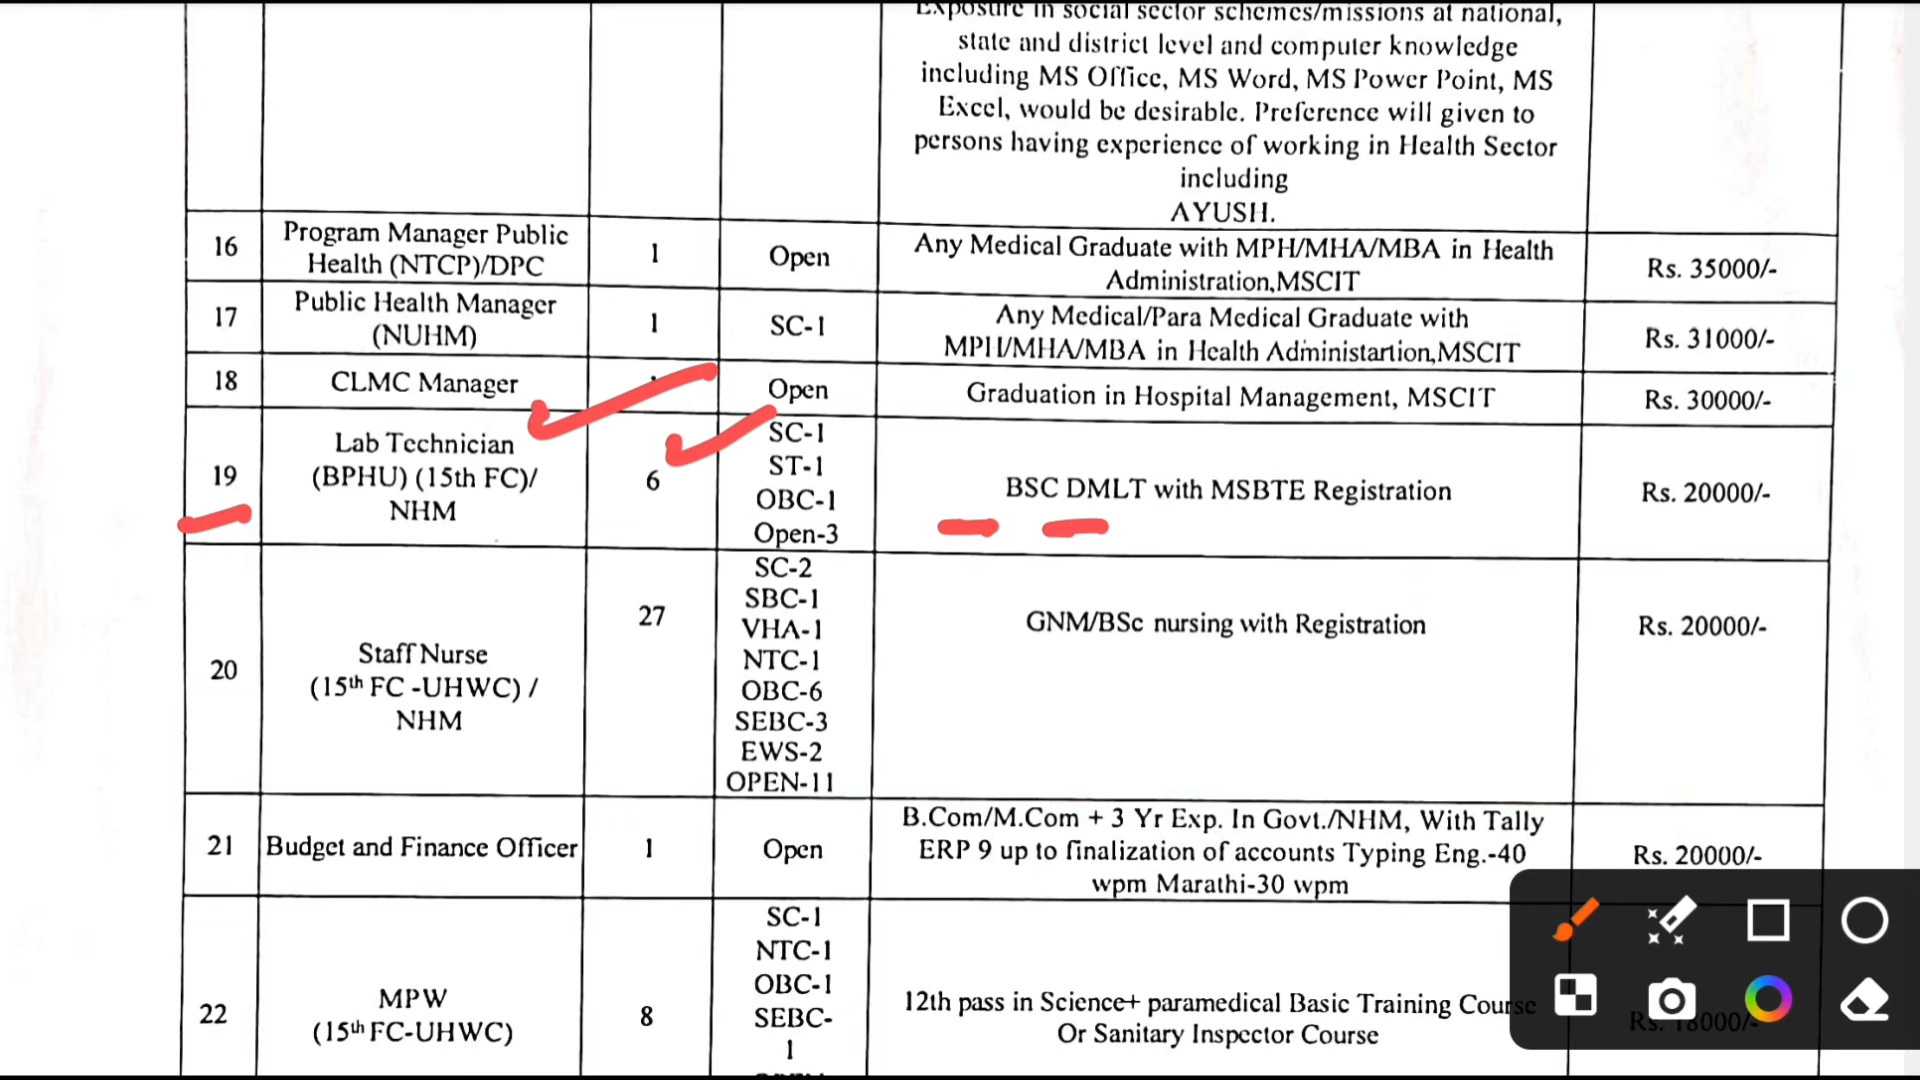 Exposure in social sector schemes/missions at national,
state and district level and computer knowledge
including MS Office, MS Word, MS Power Point, MS
Excel, would be desirable. Preference will given to
persons having experience of working in Health Sector
including
AYUSH.
16
Program Manager Public
Health (NTCP)/DPC
1
Open
Any Medical Graduate with MPH/MHA/MBA in Health
Administration,MSCIT
Rs. 35000/-
17
Public Health Manager
(NUHM)
1
SC-1
Any Medical/Para Medical Graduate with
MPH/MHA/MBA in Health Administartion,MSCIT
Rs. 31000/-
18
CLMC Manager
Open
Graduation in Hospital Management, MSCIT
Rs. 30000/-
19
Lab Technician
(BPHU) (15th FC)/
NHM
6
SC-1
ST-1
OBC-1
Open-3
BSC DMLT with MSBTE Registration
Rs. 20000/-
20
Staff Nurse
(15th FC -UHWC) /
NHM
27
SC-2
SBC-1
VHA-1
NTC-1
OBC-6
SEBC-3
EWS-2
OPEN-11
GNM/BSc nursing with Registration
Rs. 20000/-
21
Budget and Finance Officer
1
Open
B.Com/M.Com + 3 Yr Exp. In Govt./NHM, With Tally
ERP 9 up to finalization of accounts Typing Eng.-40
wpm Marathi-30 wpm
Rs. 20000/-
22
MPW
(15th FC-UHWC)
8
SC-1
NTC-1
OBC-1
SEBC-
1
12th pass in Science+ paramedical Basic Training Course
Or Sanitary Inspector Course
Rs. 18000/-